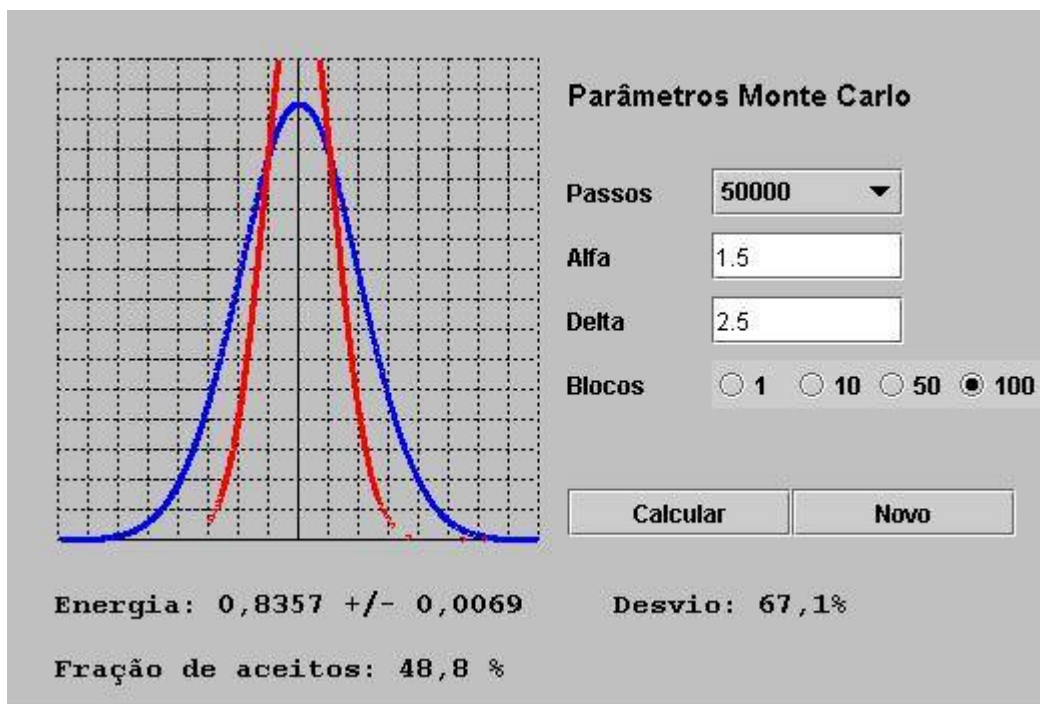 Parâmetros Monte Carlo
Passos 50000
Alfa 1.5
Delta 2.5
Blocos 1 10 50 100
Calcular Novo
Energia: 0,8357 +/- 0,0069 Desvio: 67,1%
Fração de aceitos: 48,8 %